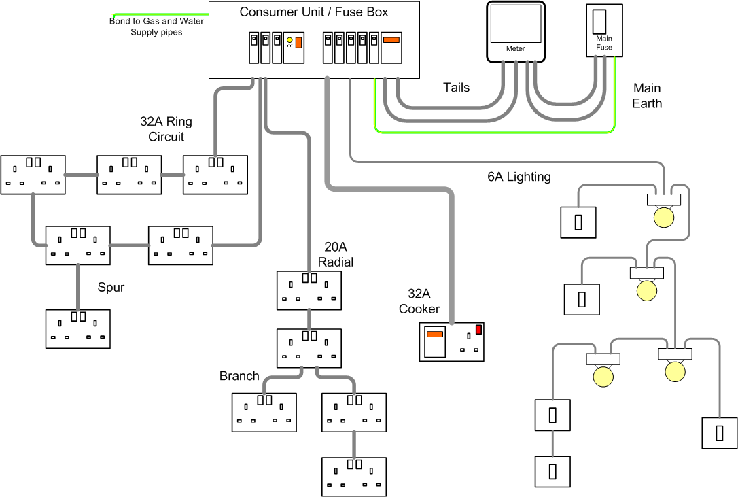 Bond to Gas and Water
Supply pipes
Consumer Unit / Fuse Box
Meter
Main
Fuse
Tails
Main
Earth
32A Ring
Circuit
6A Lighting
20A
Radial
Spur
32A
Cooker
Branch